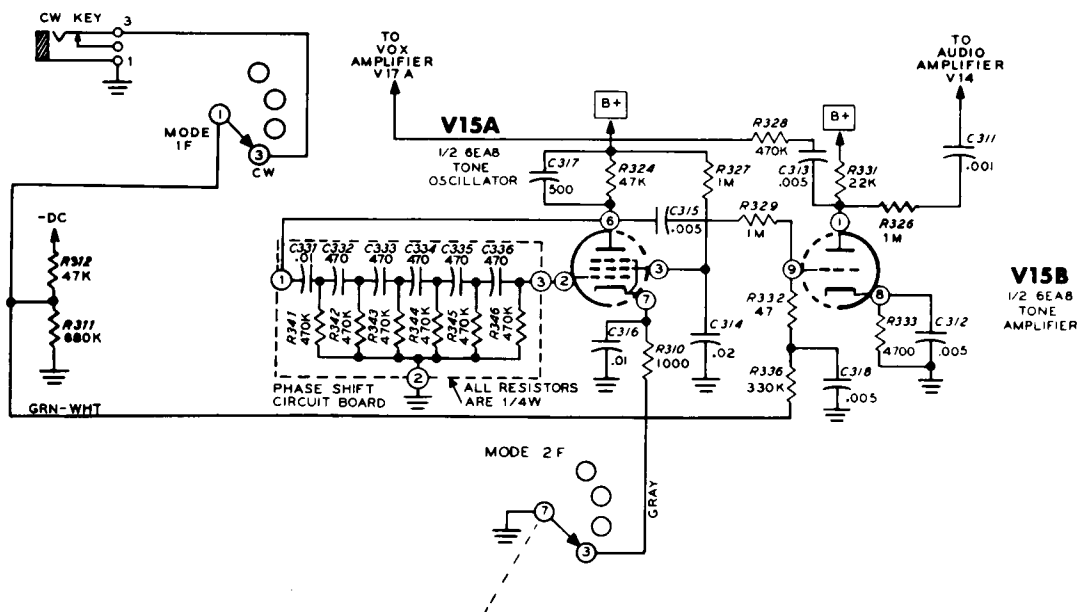 CW KEY
3
1
1
MODE
1F
3
CW
TO
VOX
AMPLIFIER
V17A
TO
AUDIO
AMPLIFIER
V14
B+
B+
V15A
1/2 6EA8
TONE
OSCILLATOR
C317
500
R324
47K
R327
1M
R328
470K
C313
.005
R331
22K
C311
.001
R326
1M
6
C315
.005
R329
1M
1
-DC
R312
47K
R311
680K
GRN-WHT
C331
.01
C332
470
C333
470
C334
470
C335
470
C336
470
1
3
2
3
7
9
8
R341
470K
R342
470K
R343
470K
R344
470K
R345
470K
R346
470K
2
PHASE SHIFT
CIRCUIT BOARD
ALL RESISTORS
ARE 1/4W
C316
.01
R310
1000
C314
.02
R332
47
R336
330K
C318
.005
R333
4700
C312
.005
V15B
1/2 6EA8
TONE
AMPLIFIER
MODE 2F
GRAY
7
3